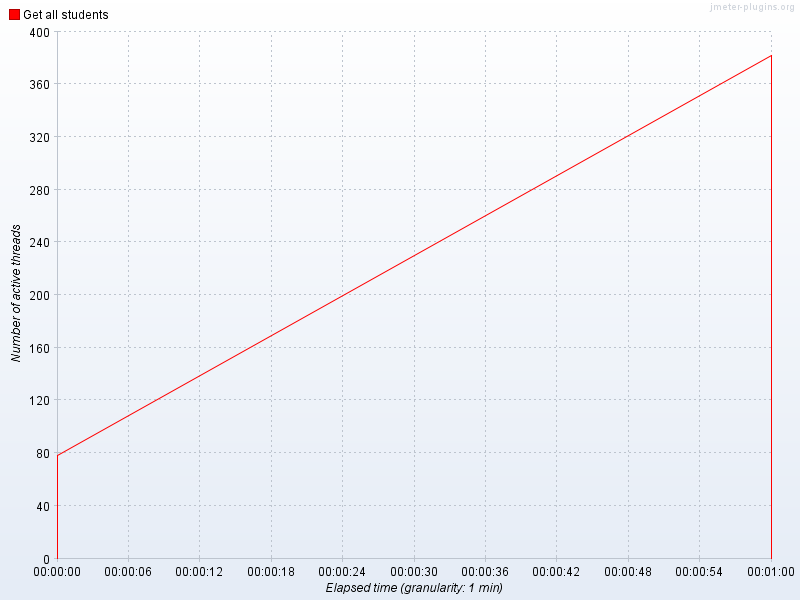 jmeter-plugins.org
Get all students
400
360
320
280
240
200
160
120
80
40
0
Number of active threads
00:00:00 00:00:06 00:00:12 00:00:18 00:00:24 00:00:30 00:00:36 00:00:42 00:00:48 00:00:54 00:01:00
Elapsed time (granularity: 1 min)